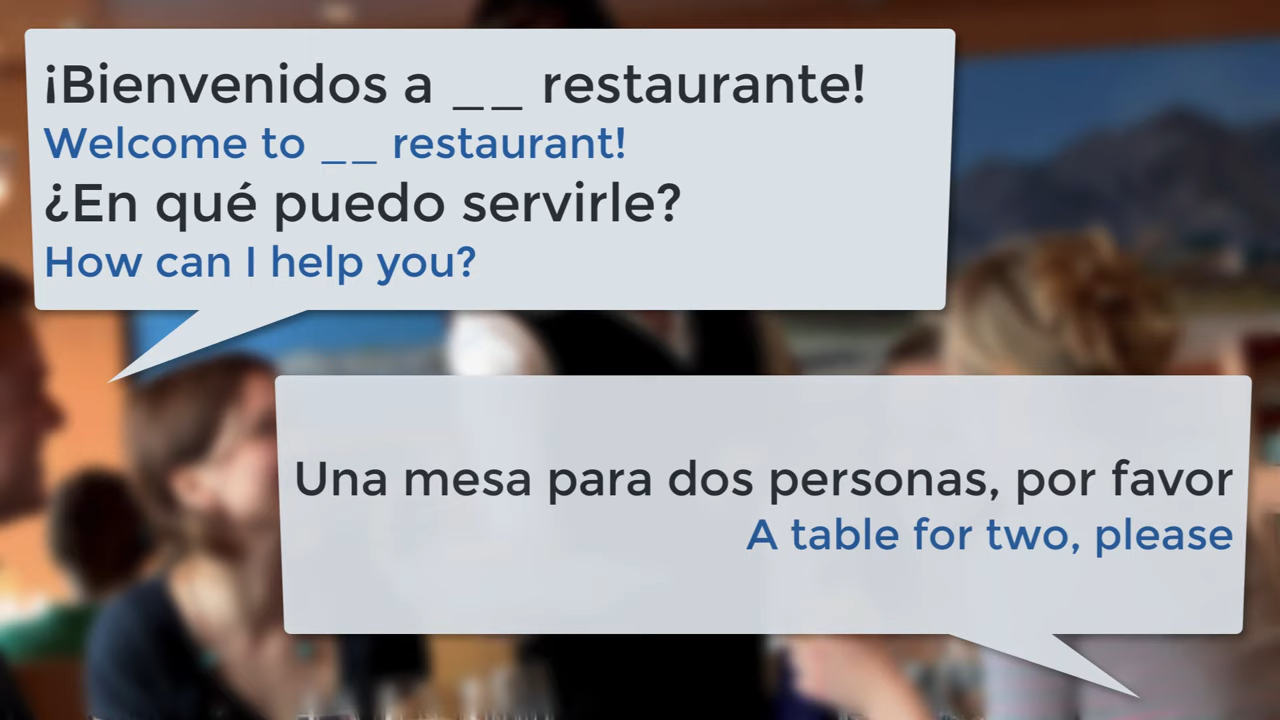 ¡Bienvenidos a __ restaurante!
Welcome to __ restaurant!
¿En qué puedo servirle?
How can I help you?
Una mesa para dos personas, por favor
A table for two, please